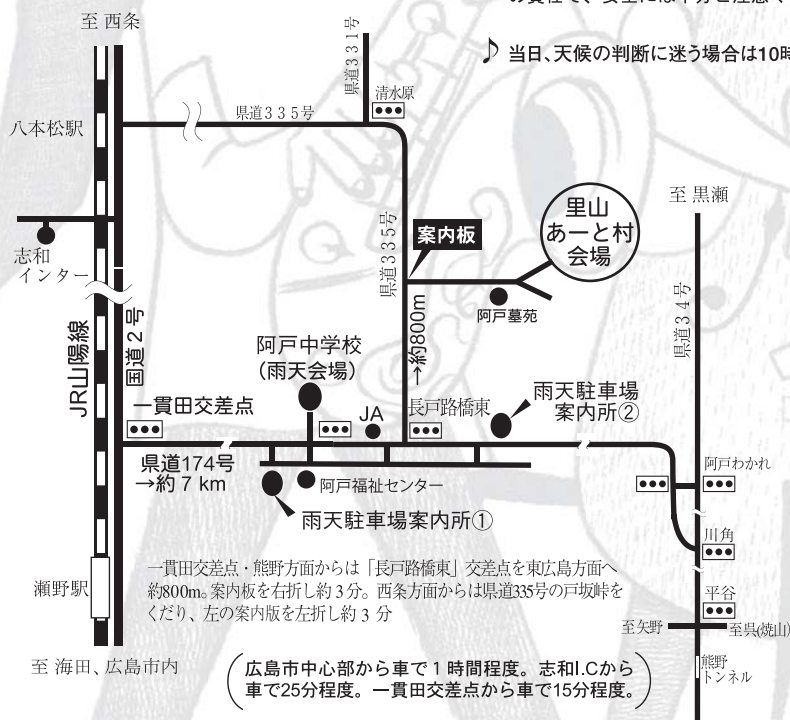 の責任で、安全には十分ご注意く
♪ 当日、天候の判断に迷う場合は10時
至 西条
県道331号
清水原
県道335号
八本松駅
至 黒瀬
里山
あーと村
会場
案内板
県道335号
志和
インター
阿戸墓苑
県道34号
→約800m
国道2号
JR山陽線
阿戸中学校
(雨天会場)
一貫田交差点
JA
長戸路橋東
雨天駐車場
案内所②
県道174号
→約7 km
阿戸福祉センター
阿戸わかれ
雨天駐車場案内所①
川角
一貫田交差点・熊野方面からは「長戸路橋東」交差点を東広島方面へ
約800m。案内板を右折し約3分。西条方面からは県道335号の戸坂峠を
くだり、左の案内版を左折し約 3 分
瀬野駅
平谷
至矢野
至呉(焼山)
熊野
トンネル
至 海田、広島市内
(広島市中心部から車で1時間程度。志和I.Cから
車で25分程度。一貫田交差点から車で15分程度。)